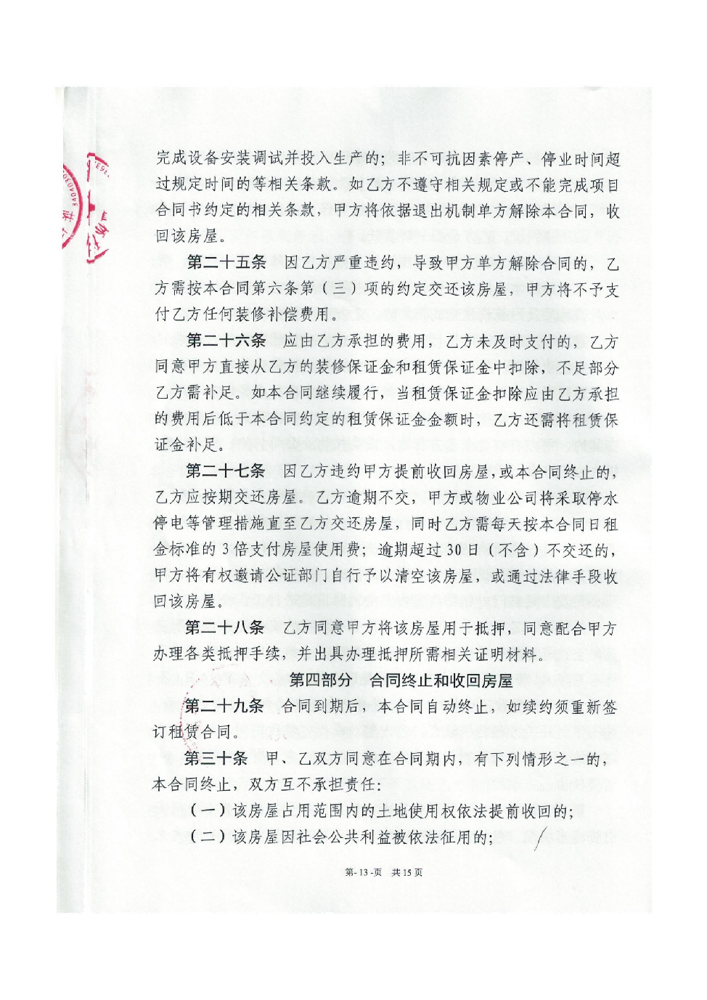 完成设备安装调试并投入生产的；非不可抗因素停产、停业时间超
过规定时间的等相关条款。如乙方不遵守相关规定或不能完成项目
合同书约定的相关条款，甲方将依据退出机制单方解除本合同，收
回该房屋。
第二十五条 因乙方严重违约，导致甲方单方解除合同的，乙
方需按本合同第六条第（三）项的约定交还该房屋，甲方将不予支
付乙方任何装修补偿费用。
第二十六条 应由乙方承担的费用，乙方未及时支付的，乙方
同意甲方直接从乙方的装修保证金和租赁保证金中扣除，不足部分
乙方需补足。如本合同继续履行，当租赁保证金扣除应由乙方承担
的费用后低于本合同约定的租赁保证金金额时，乙方还需将租赁保
证金补足。
第二十七条 因乙方违约甲方提前收回房屋，或本合同终止的，
乙方应按期交还房屋。乙方逾期不交，甲方或物业公司将采取停水
停电等管理措施直至乙方交还房屋，同时乙方需每天按本合同日租
金标准的 3 倍支付房屋使用费；逾期超过 30 日（不含）不交还的，
甲方将有权邀请公证部门自行予以清空该房屋，或通过法律手段收
回该房屋。
第二十八条 乙方同意甲方将该房屋用于抵押，同意配合甲方
办理各类抵押手续，并出具办理抵押所需相关证明材料。
第四部分 合同终止和收回房屋
第二十九条 合同到期后，本合同自动终止，如续约须重新签
订租赁合同。
第三十条 甲、乙双方同意在合同期内，有下列情形之一的，
本合同终止，双方互不承担责任：
（一）该房屋占用范围内的土地使用权依法提前收回的；
（二）该房屋因社会公共利益被依法征用的；
第- 13 -页 共 15 页